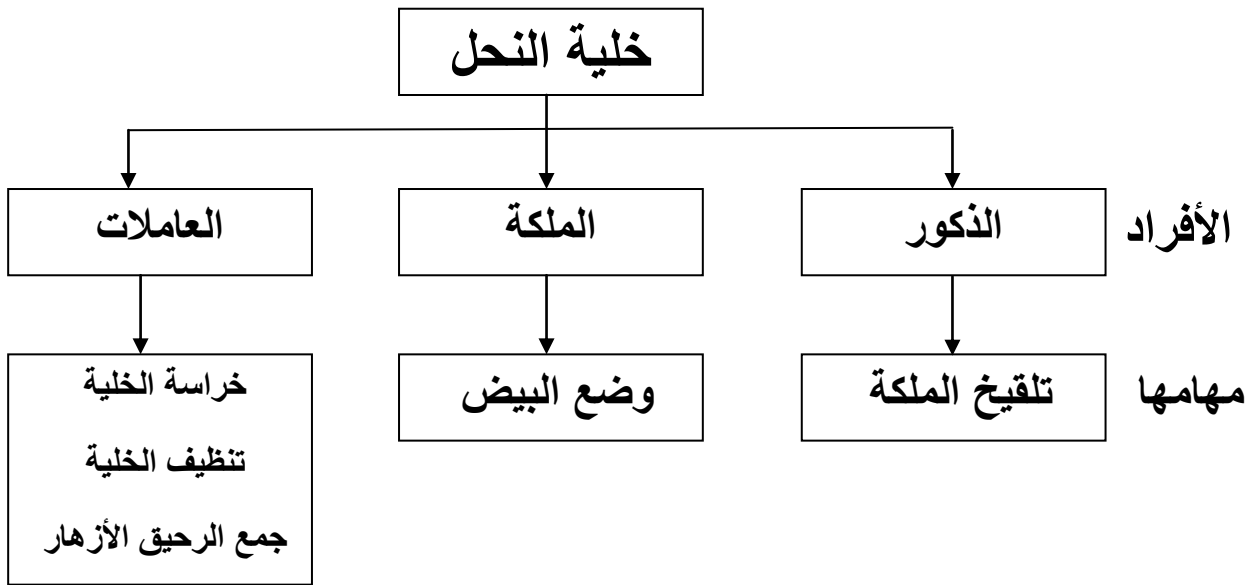 خلية النحل
الأفراد
الذكور
الملكة
العاملات
مهامها
تلقيخ الملكة
وضع البيض
خراسة الخلية
تنظيف الخلية
جمع الرحيق الأزهار